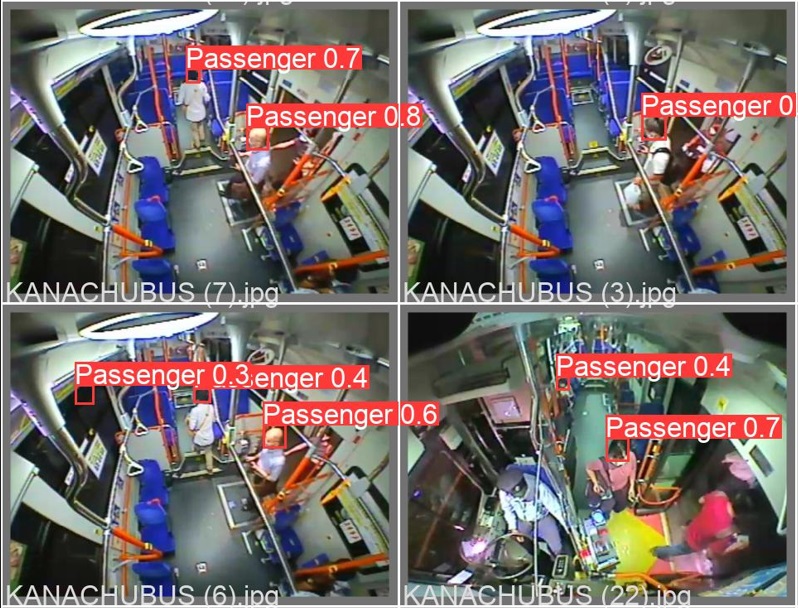 Passenger 0.7
Passenger 0.8
KANACHUBUS (7).jpg
Passenger 0
KANACHUBUS (3).jpg
Passenger 0.3
enger 0.4
Passenger 0.6
KANACHUBUS (6).jpg
Passenger 0.4
Passenger 0.7
KANACHUBUS (22).jpg